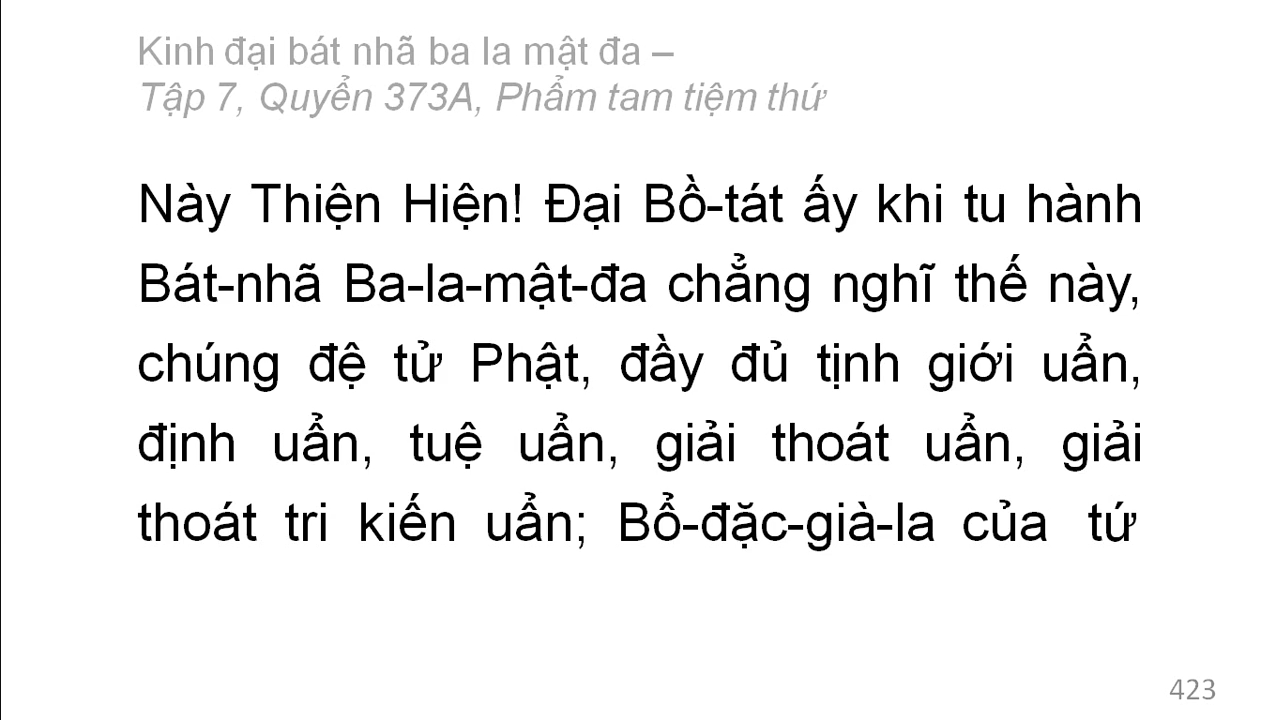 Kinh đại bát nhã ba la mật đa –
Tập 7, Quyển 373A, Phẩm tam tiệm thứ
Này Thiện Hiện! Đại Bồ-tát ấy khi tu hành
Bát-nhã Ba-la-mật-đa chẳng nghĩ thế này,
chúng đệ tử Phật, đầy đủ tịnh giới uẩn,
định uẩn, tuệ uẩn, giải thoát uẩn, giải
thoát tri kiến uẩn; Bổ-đặc-già-la của tứ
423